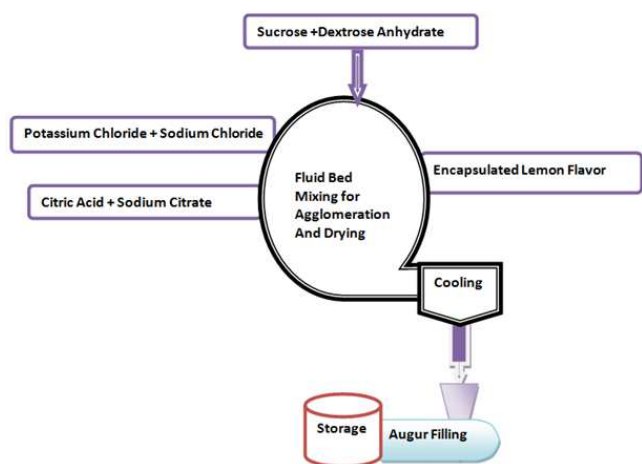 Sucrose +Dextrose Anhydrate
Potassium Chloride + Sodium Chloride
Encapsulated Lemon Flavor
Citric Acid + Sodium Citrate
Fluid Bed
Mixing for
Agglomeration
And Drying
Cooling
Storage
Augur Filling